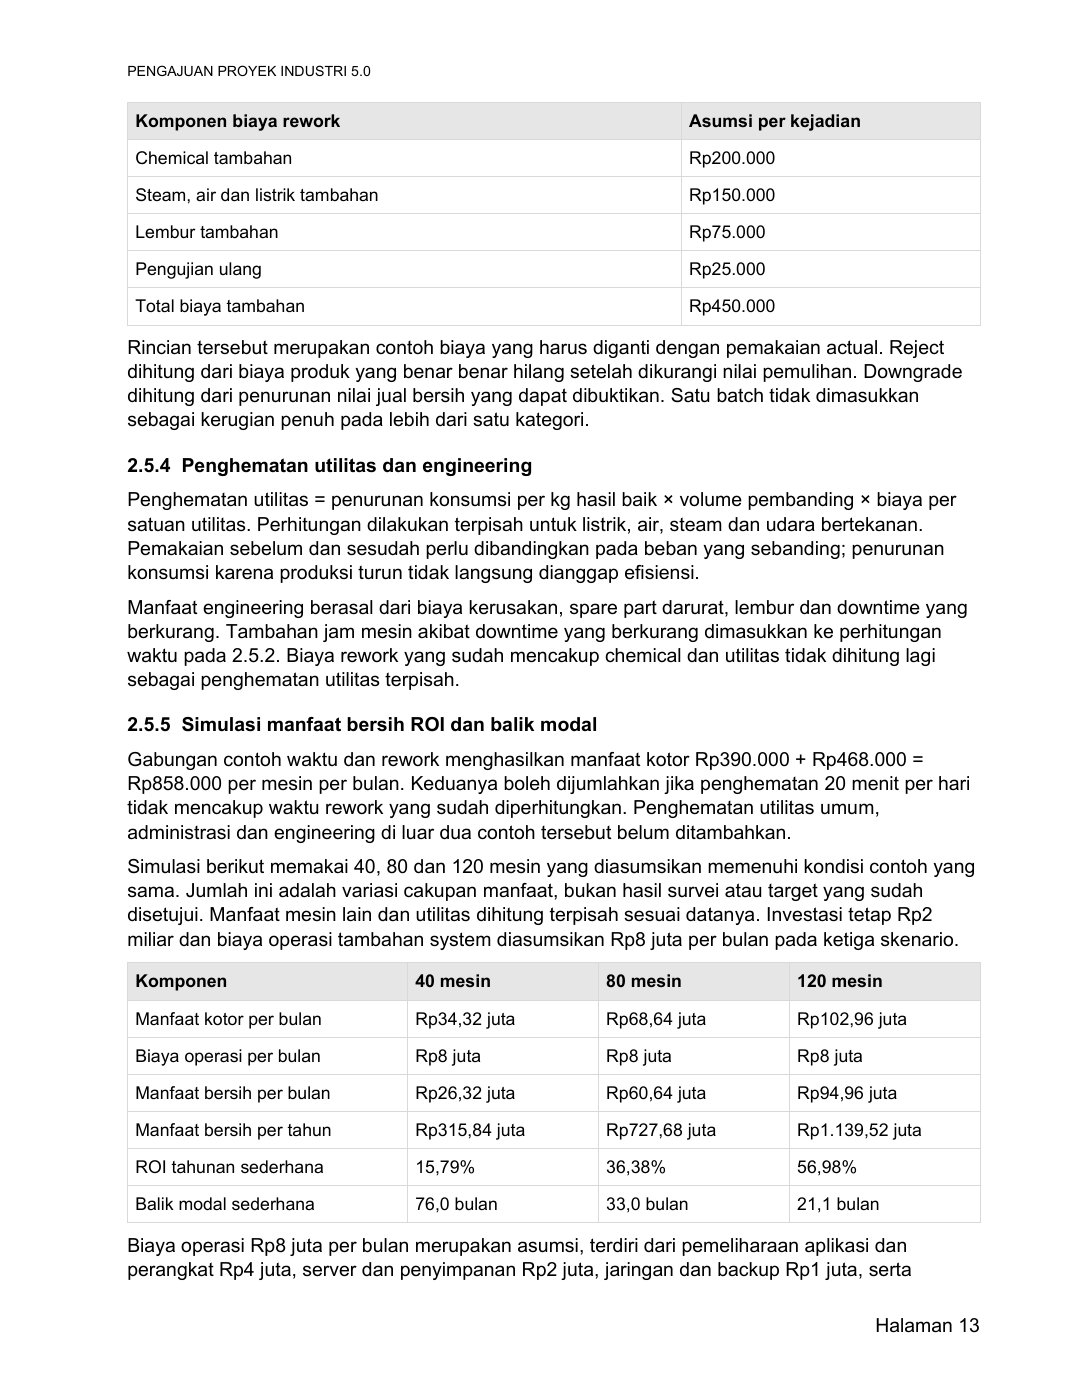 PENGAJUAN PROYEK INDUSTRI 5.0
Komponen biaya rework Asumsi per kejadian
Chemical tambahan Rp200.000
Steam, air dan listrik tambahan Rp150.000
Lembur tambahan Rp75.000
Pengujian ulang Rp25.000
Total biaya tambahan Rp450.000
Rincian tersebut merupakan contoh biaya yang harus diganti dengan pemakaian actual. Reject
dihitung dari biaya produk yang benar benar hilang setelah dikurangi nilai pemulihan. Downgrade
dihitung dari penurunan nilai jual bersih yang dapat dibuktikan. Satu batch tidak dimasukkan
sebagai kerugian penuh pada lebih dari satu kategori.
2.5.4 Penghematan utilitas dan engineering
Penghematan utilitas = penurunan konsumsi per kg hasil baik × volume pembanding × biaya per
satuan utilitas. Perhitungan dilakukan terpisah untuk listrik, air, steam dan udara bertekanan.
Pemakaian sebelum dan sesudah perlu dibandingkan pada beban yang sebanding; penurunan
konsumsi karena produksi turun tidak langsung dianggap efisiensi.
Manfaat engineering berasal dari biaya kerusakan, spare part darurat, lembur dan downtime yang
berkurang. Tambahan jam mesin akibat downtime yang berkurang dimasukkan ke perhitungan
waktu pada 2.5.2. Biaya rework yang sudah mencakup chemical dan utilitas tidak dihitung lagi
sebagai penghematan utilitas terpisah.
2.5.5 Simulasi manfaat bersih ROI dan balik modal
Gabungan contoh waktu dan rework menghasilkan manfaat kotor Rp390.000 + Rp468.000 =
Rp858.000 per mesin per bulan. Keduanya boleh dijumlahkan jika penghematan 20 menit per hari
tidak mencakup waktu rework yang sudah diperhitungkan. Penghematan utilitas umum,
administrasi dan engineering di luar dua contoh tersebut belum ditambahkan.
Simulasi berikut memakai 40, 80 dan 120 mesin yang diasumsikan memenuhi kondisi contoh yang
sama. Jumlah ini adalah variasi cakupan manfaat, bukan hasil survei atau target yang sudah
disetujui. Manfaat mesin lain dan utilitas dihitung terpisah sesuai datanya. Investasi tetap Rp2
miliar dan biaya operasi tambahan system diasumsikan Rp8 juta per bulan pada ketiga skenario.
Komponen 40 mesin 80 mesin 120 mesin
Manfaat kotor per bulan Rp34,32 juta Rp68,64 juta Rp102,96 juta
Biaya operasi per bulan Rp8 juta Rp8 juta Rp8 juta
Manfaat bersih per bulan Rp26,32 juta Rp60,64 juta Rp94,96 juta
Manfaat bersih per tahun Rp315,84 juta Rp727,68 juta Rp1.139,52 juta
ROI tahunan sederhana 15,79% 36,38% 56,98%
Balik modal sederhana 76,0 bulan 33,0 bulan 21,1 bulan
Biaya operasi Rp8 juta per bulan merupakan asumsi, terdiri dari pemeliharaan aplikasi dan
perangkat Rp4 juta, server dan penyimpanan Rp2 juta, jaringan dan backup Rp1 juta, serta
Halaman 13